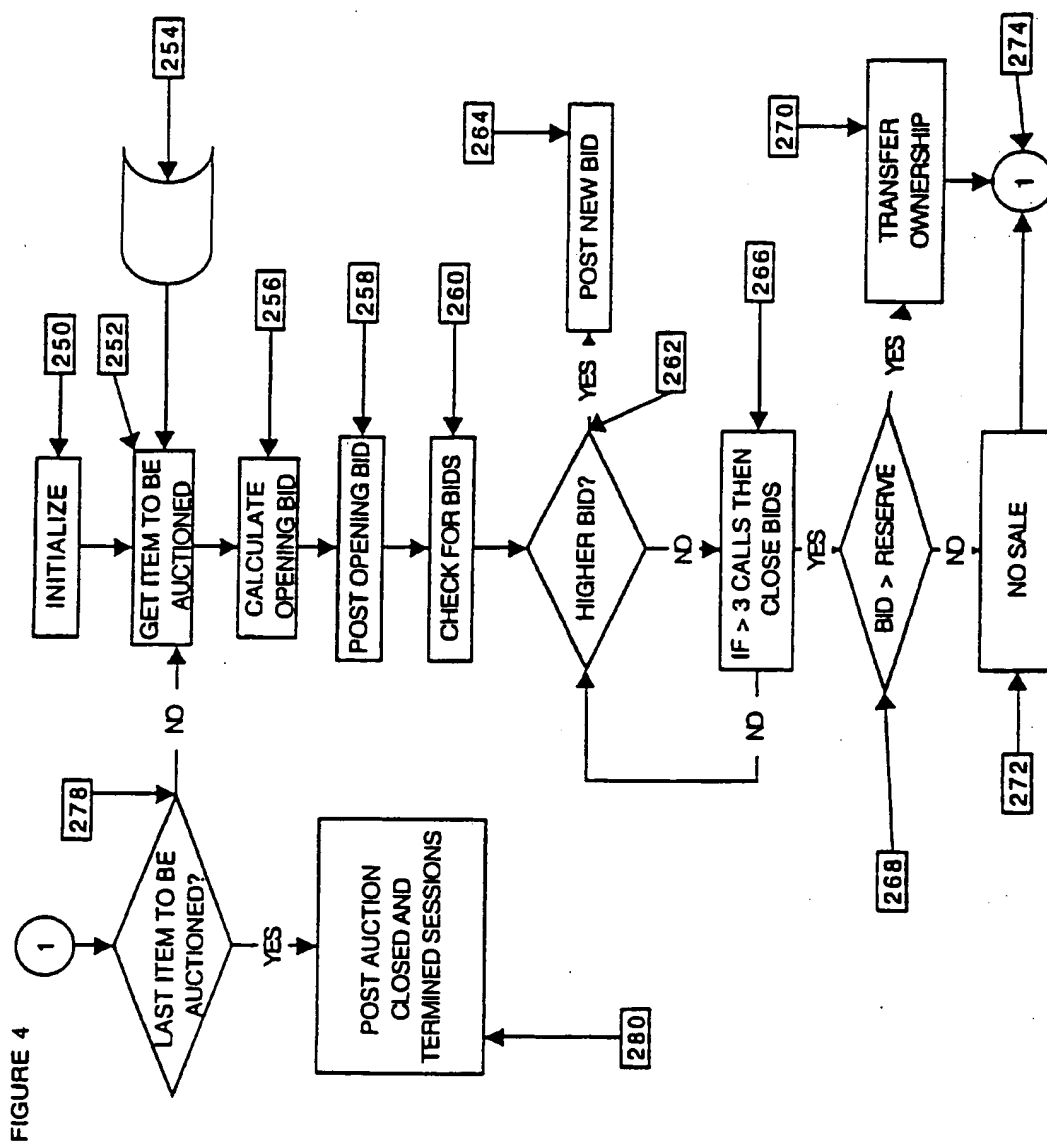 FIGURE 4
1
LAST ITEM TO BE
AUCTIONED?
278
NO
YES
POST AUCTION
CLOSED AND
TERMINED SESSIONS
280
INITIALIZE
250
252
GET ITEM TO BE
AUCTIONED
254
CALCULATE
OPENING BID
256
POST OPENING BID
258
CHECK FOR BIDS
260
HIGHER BID?
262
YES
POST NEW BID
264
NO
IF > 3 CALLS THEN
CLOSE BIDS
266
NO
YES
BID > RESERVE
268
YES
TRANSFER
OWNERSHIP
270
NO
NO SALE
272
1
274